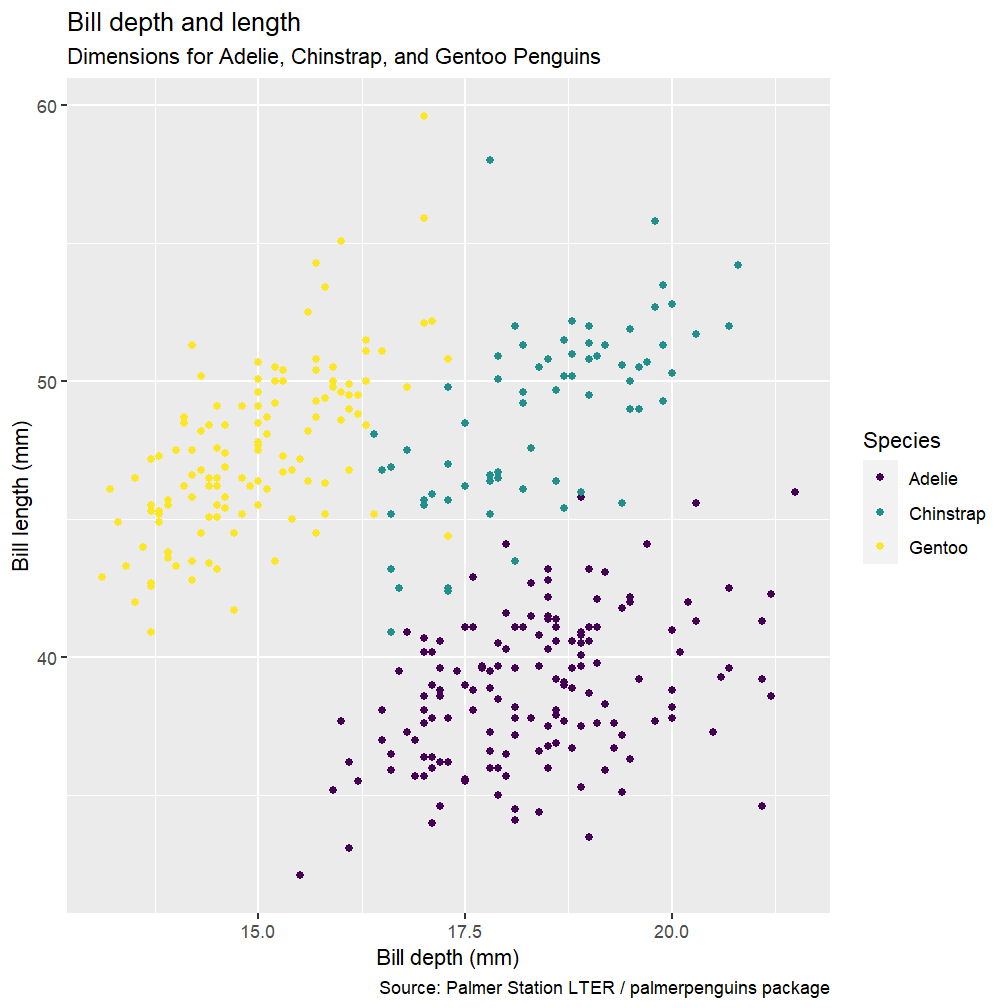 Bill depth and length
Dimensions for Adelie, Chinstrap, and Gentoo Penguins
60
50
40
Bill length (mm)
15.0
17.5
20.0
Bill depth (mm)
Species
Adelie
Chinstrap
Gentoo
Source: Palmer Station LTER / palmerpenguins package